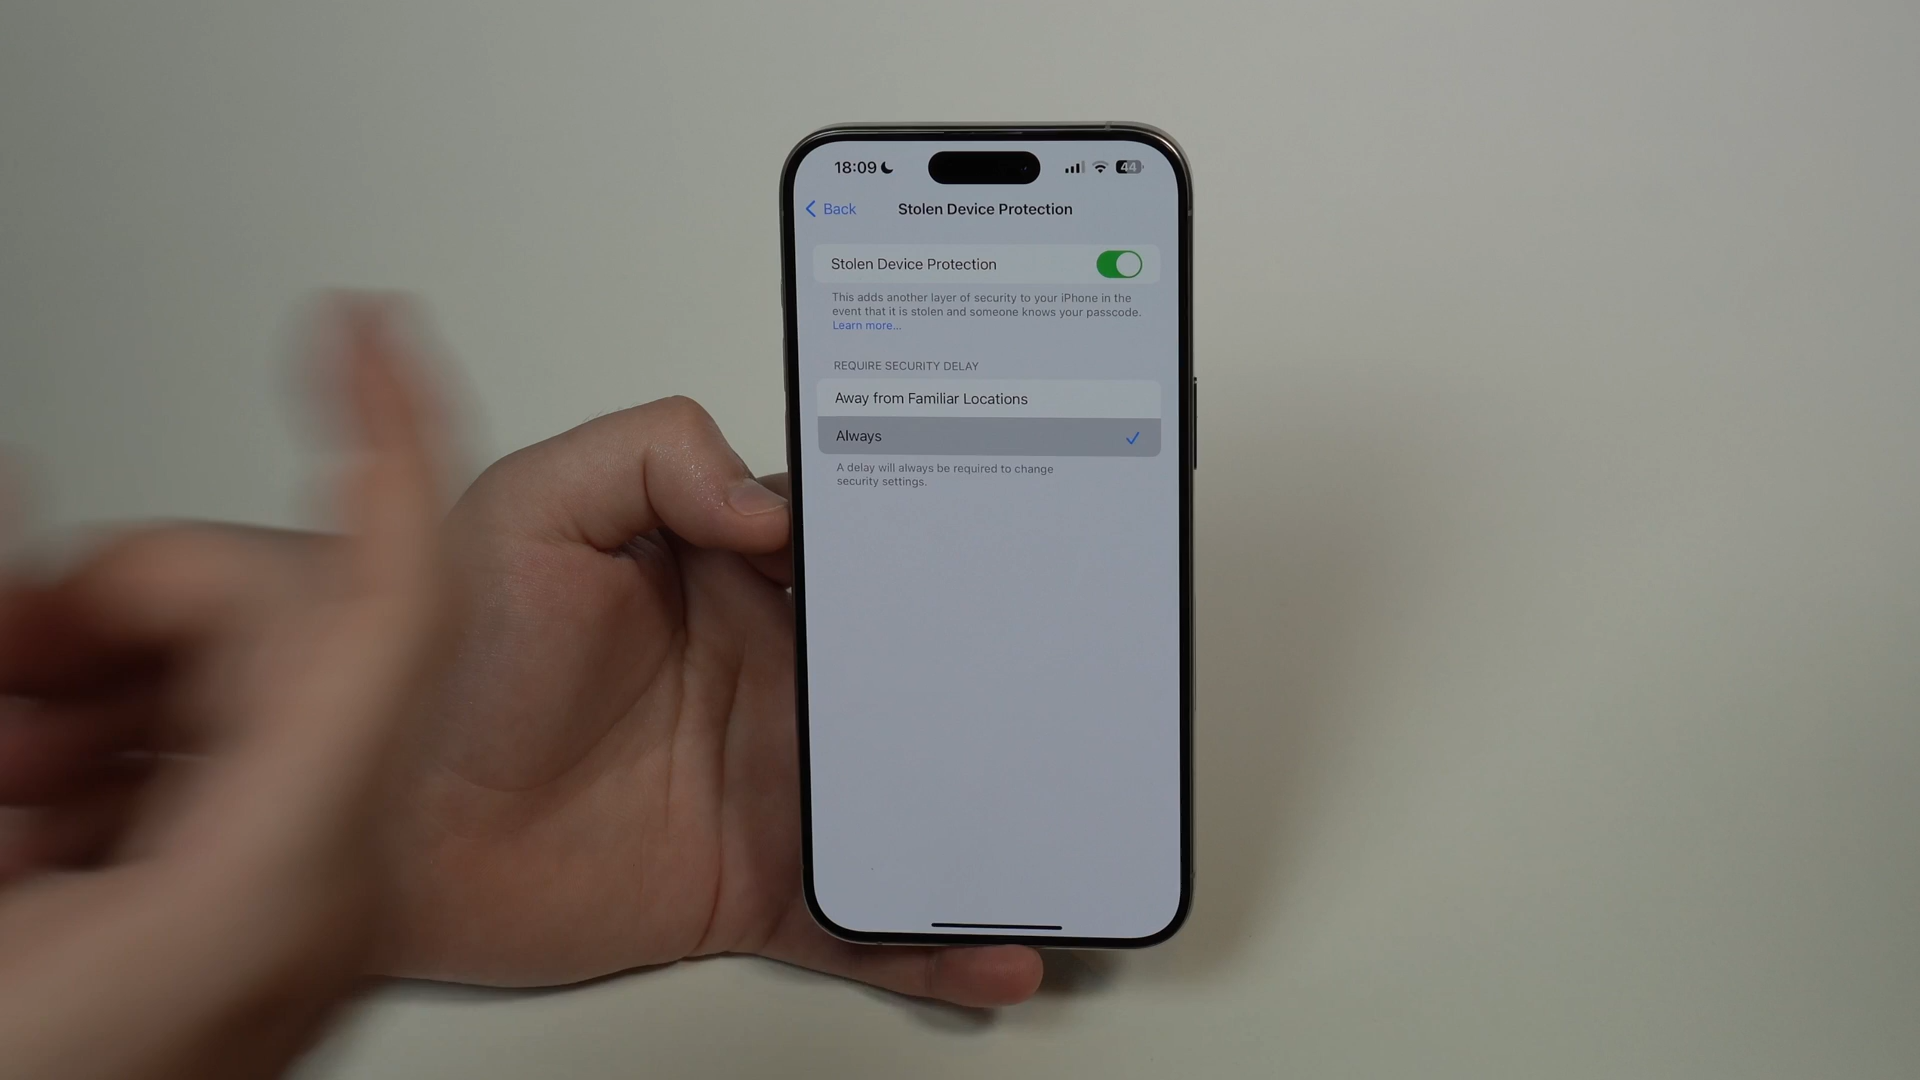 18:09
44
Back
Stolen Device Protection
Stolen Device Protection
This adds another layer of security to your iPhone in the
event that it is stolen and someone knows your passcode.
Learn more...
REQUIRE SECURITY DELAY
Away from Familiar Locations
Always
A delay will always be required to change
security settings.